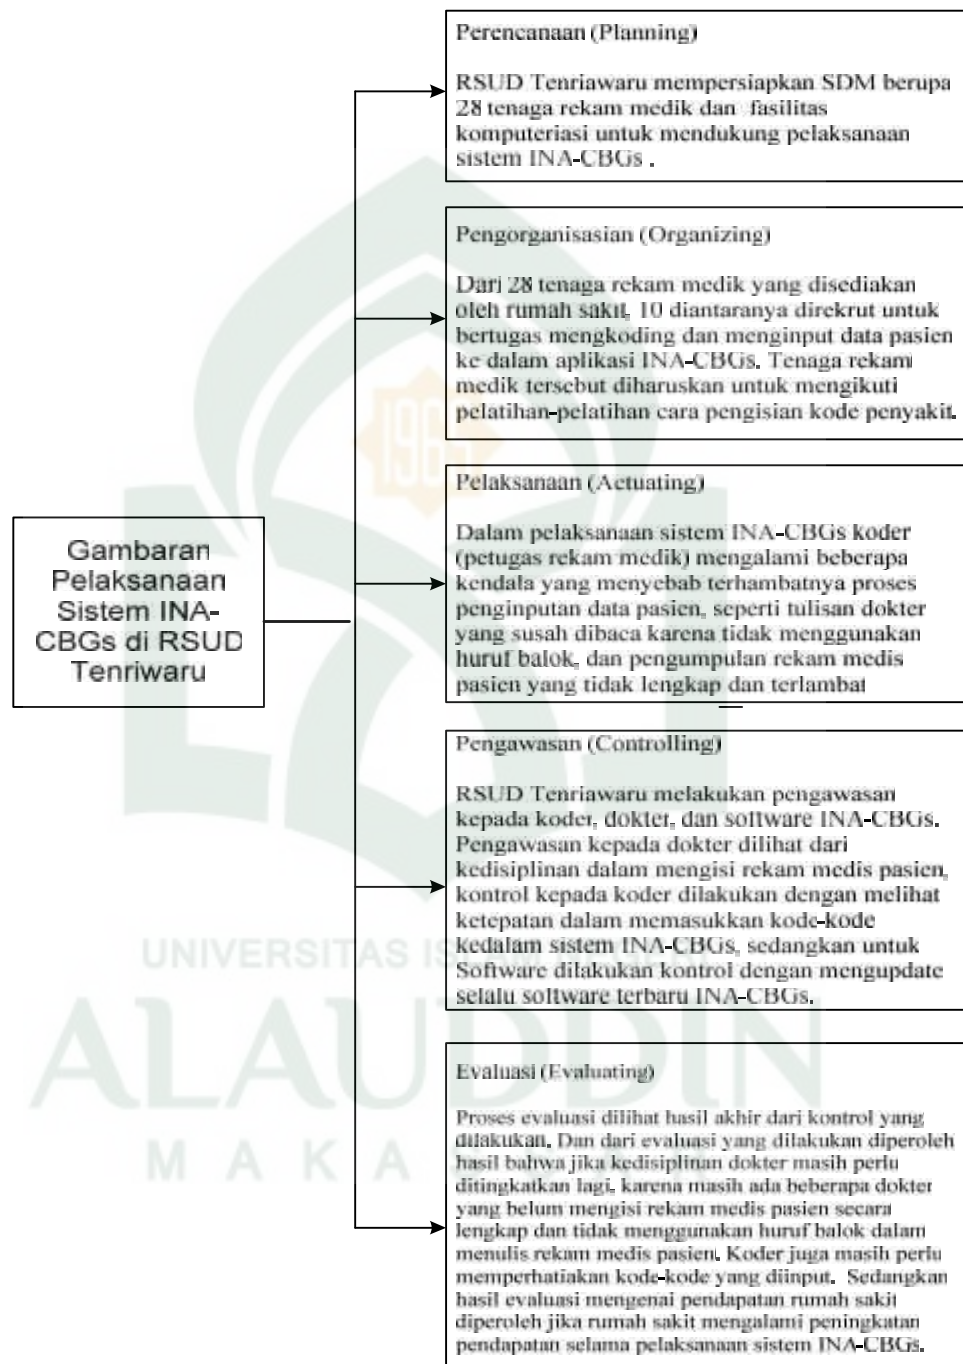 Perencanaan (Planning)
RSUD Tenriawaru mempersiapkan SDM berupa
28 tenaga rekam medik dan fasilitas
komputeriasi untuk mendukung pelaksanaan
sistem INA-CBGs .
Pengorganisasian (Organizing)
Dari 28 tenaga rekam medik yang disediakan
oleh rumah sakit, 10 diantaranya direkrut untuk
bertugas mengkoding dan menginput data pasien
ke dalam aplikasi INA-CBGs. Tenaga rekam
medik tersebut diharuskan untuk mengikuti
pelatihan-pelatihan cara pengisian kode penyakit.
1965
Pelaksanaan (Actuating)
Dalam pelaksanaan sistem INA-CBGs koder
(petugas rekam medik) mengalami beberapa
kendala yang menyebab terhambatnya proses
penginputan data pasien, seperti tulisan dokter
yang susah dibaca karena tidak menggunakan
huruf balok, dan pengumpulan rekam medis
pasien yang tidak lengkap dan terlambat
Gambaran
Pelaksanaan
Sistem INA-
CBGs di RSUD
Tenriwaru
Pengawasan (Controlling)
RSUD Tenriawaru melakukan pengawasan
kepada koder, dokter, dan software INA-CBGs.
Pengawasan kepada dokter dilihat dari
kedisiplinan dalam mengisi rekam medis pasien,
kontrol kepada koder dilakukan dengan melihat
ketepatan dalam memasukkan kode-kode
kedalam sistem INA-CBGs, sedangkan untuk
Software dilakukan kontrol dengan mengupdate
selalu software terbaru INA-CBGs.
UNIVERSITAS ISLAM NEGERI
ALAUDDIN
MAKASSAR
Evaluasi (Evaluating)
Proses evaluasi dilihat hasil akhir dari kontrol yang
dilakukan. Dan dari evaluasi yang dilakukan diperoleh
hasil bahwa jika kedisiplinan dokter masih perlu
ditingkatkan lagi, karena masih ada beberapa dokter
yang belum mengisi rekam medis pasien secara
lengkap dan tidak menggunakan huruf balok dalam
menulis rekam medis pasien. Koder juga masih perlu
memperhatiakan kode-kode yang diinput. Sedangkan
hasil evaluasi mengenai pendapatan rumah sakit
diperoleh jika rumah sakit mengalami peningkatan
pendapatan selama pelaksanaan sistem INA-CBGs.